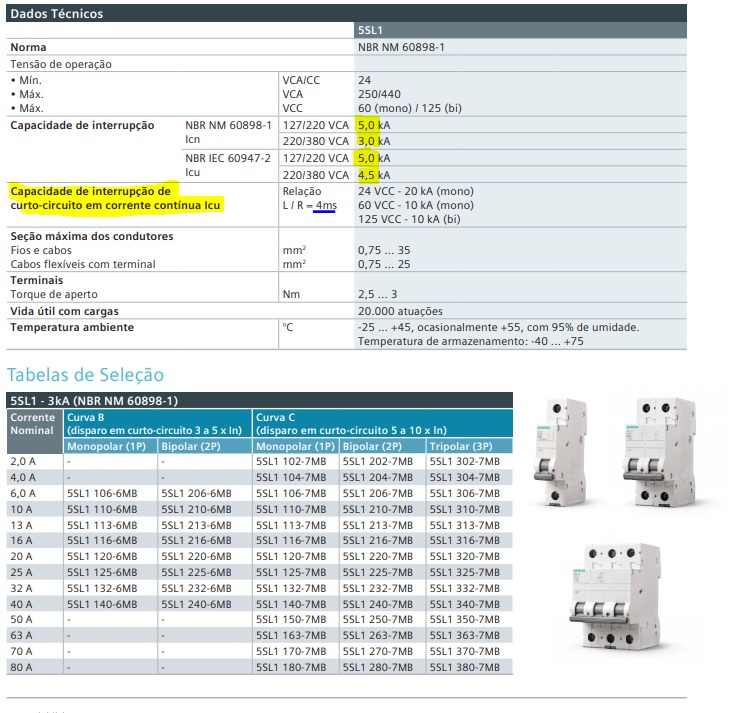 Dados Técnicos
5SL1
Norma NBR NM 60898-1
Tensão de operação
• Mín. VCA/CC 24
• Máx. VCA 250/440
• Máx. VCC 60 (mono) / 125 (bi)
Capacidade de interrupção NBR NM 60898-1 127/220 VCA 5,0 kA
Icn 220/380 VCA 3,0 kA
NBR IEC 60947-2 127/220 VCA 5,0 kA
Icu 220/380 VCA 4,5 kA
Capacidade de interrupção de Relação 24 VCC - 20 kA (mono)
curto-circuito em corrente contínua Icu L / R = 4ms 60 VCC - 10 kA (mono)
125 VCC - 10 kA (bi)
Seção máxima dos condutores
Fios e cabos mm² 0,75 ... 35
Cabos flexíveis com terminal mm² 0,75 ... 25
Terminais
Torque de aperto Nm 2,5 ... 3
Vida útil com cargas 20.000 atuações
Temperatura ambiente °C -25 ... +45, ocasionalmente +55, com 95% de umidade.
Temperatura de armazenamento: -40 ... +75
Tabelas de Seleção
5SL1 - 3kA (NBR NM 60898-1)
Corrente Curva B Curva C
Nominal (disparo em curto-circuito 3 a 5 x In) (disparo em curto-circuito 5 a 10 x In)
Monopolar (1P) Bipolar (2P) Monopolar (1P) Bipolar (2P) Tripolar (3P)
2,0 A - - 5SL1 102-7MB 5SL1 202-7MB 5SL1 302-7MB
4,0 A - - 5SL1 104-7MB 5SL1 204-7MB 5SL1 304-7MB
6,0 A 5SL1 106-6MB 5SL1 206-6MB 5SL1 106-7MB 5SL1 206-7MB 5SL1 306-7MB
10 A 5SL1 110-6MB 5SL1 210-6MB 5SL1 110-7MB 5SL1 210-7MB 5SL1 310-7MB
13 A 5SL1 113-6MB 5SL1 213-6MB 5SL1 113-7MB 5SL1 213-7MB 5SL1 313-7MB
16 A 5SL1 116-6MB 5SL1 216-6MB 5SL1 116-7MB 5SL1 216-7MB 5SL1 316-7MB
20 A 5SL1 120-6MB 5SL1 220-6MB 5SL1 120-7MB 5SL1 220-7MB 5SL1 320-7MB
25 A 5SL1 125-6MB 5SL1 225-6MB 5SL1 125-7MB 5SL1 225-7MB 5SL1 325-7MB
32 A 5SL1 132-6MB 5SL1 232-6MB 5SL1 132-7MB 5SL1 232-7MB 5SL1 332-7MB
40 A 5SL1 140-6MB 5SL1 240-6MB 5SL1 140-7MB 5SL1 240-7MB 5SL1 340-7MB
50 A - - 5SL1 150-7MB 5SL1 250-7MB 5SL1 350-7MB
63 A - - 5SL1 163-7MB 5SL1 263-7MB 5SL1 363-7MB
70 A - - 5SL1 170-7MB 5SL1 270-7MB 5SL1 370-7MB
80 A - - 5SL1 180-7MB 5SL1 280-7MB 5SL1 380-7MB